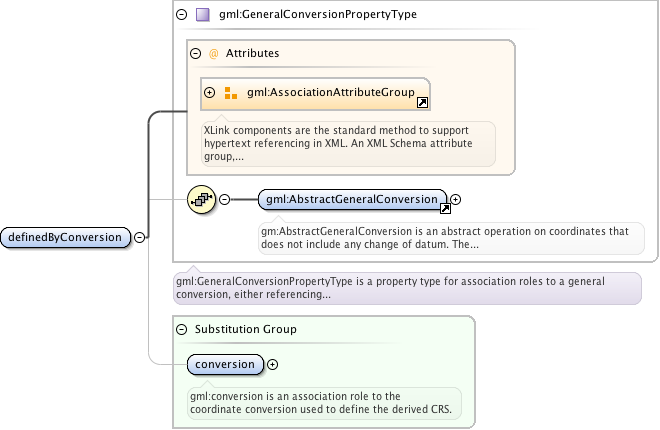 gml:GeneralConversionPropertyType
@ Attributes
gml:AssociationAttributeGroup
XLink components are the standard method to support
hypertext referencing in XML. An XML Schema attribute
group,...
gml:AbstractGeneralConversion
gm:AbstractGeneralConversion is an abstract operation on coordinates that
does not include any change of datum. The...
definedByConversion
gml:GeneralConversionPropertyType is a property type for association roles to a general
conversion, either referencing...
Substitution Group
conversion
gml:conversion is an association role to the
coordinate conversion used to define the derived CRS.